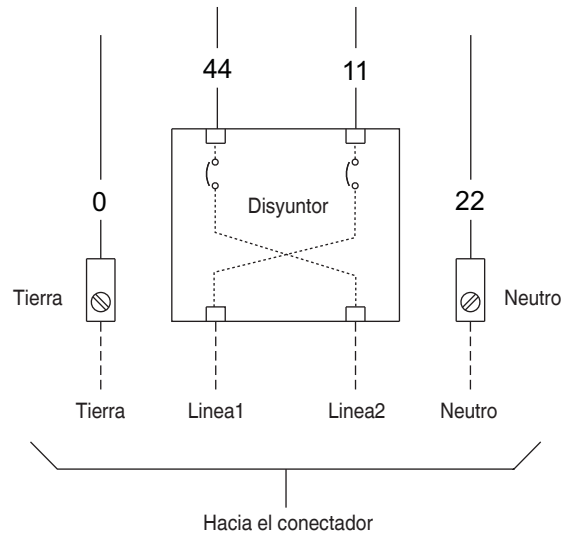 44 11
0 22
Disyuntor
Tierra Neutro
Tierra Linea1 Linea2 Neutro
Hacia el conectador